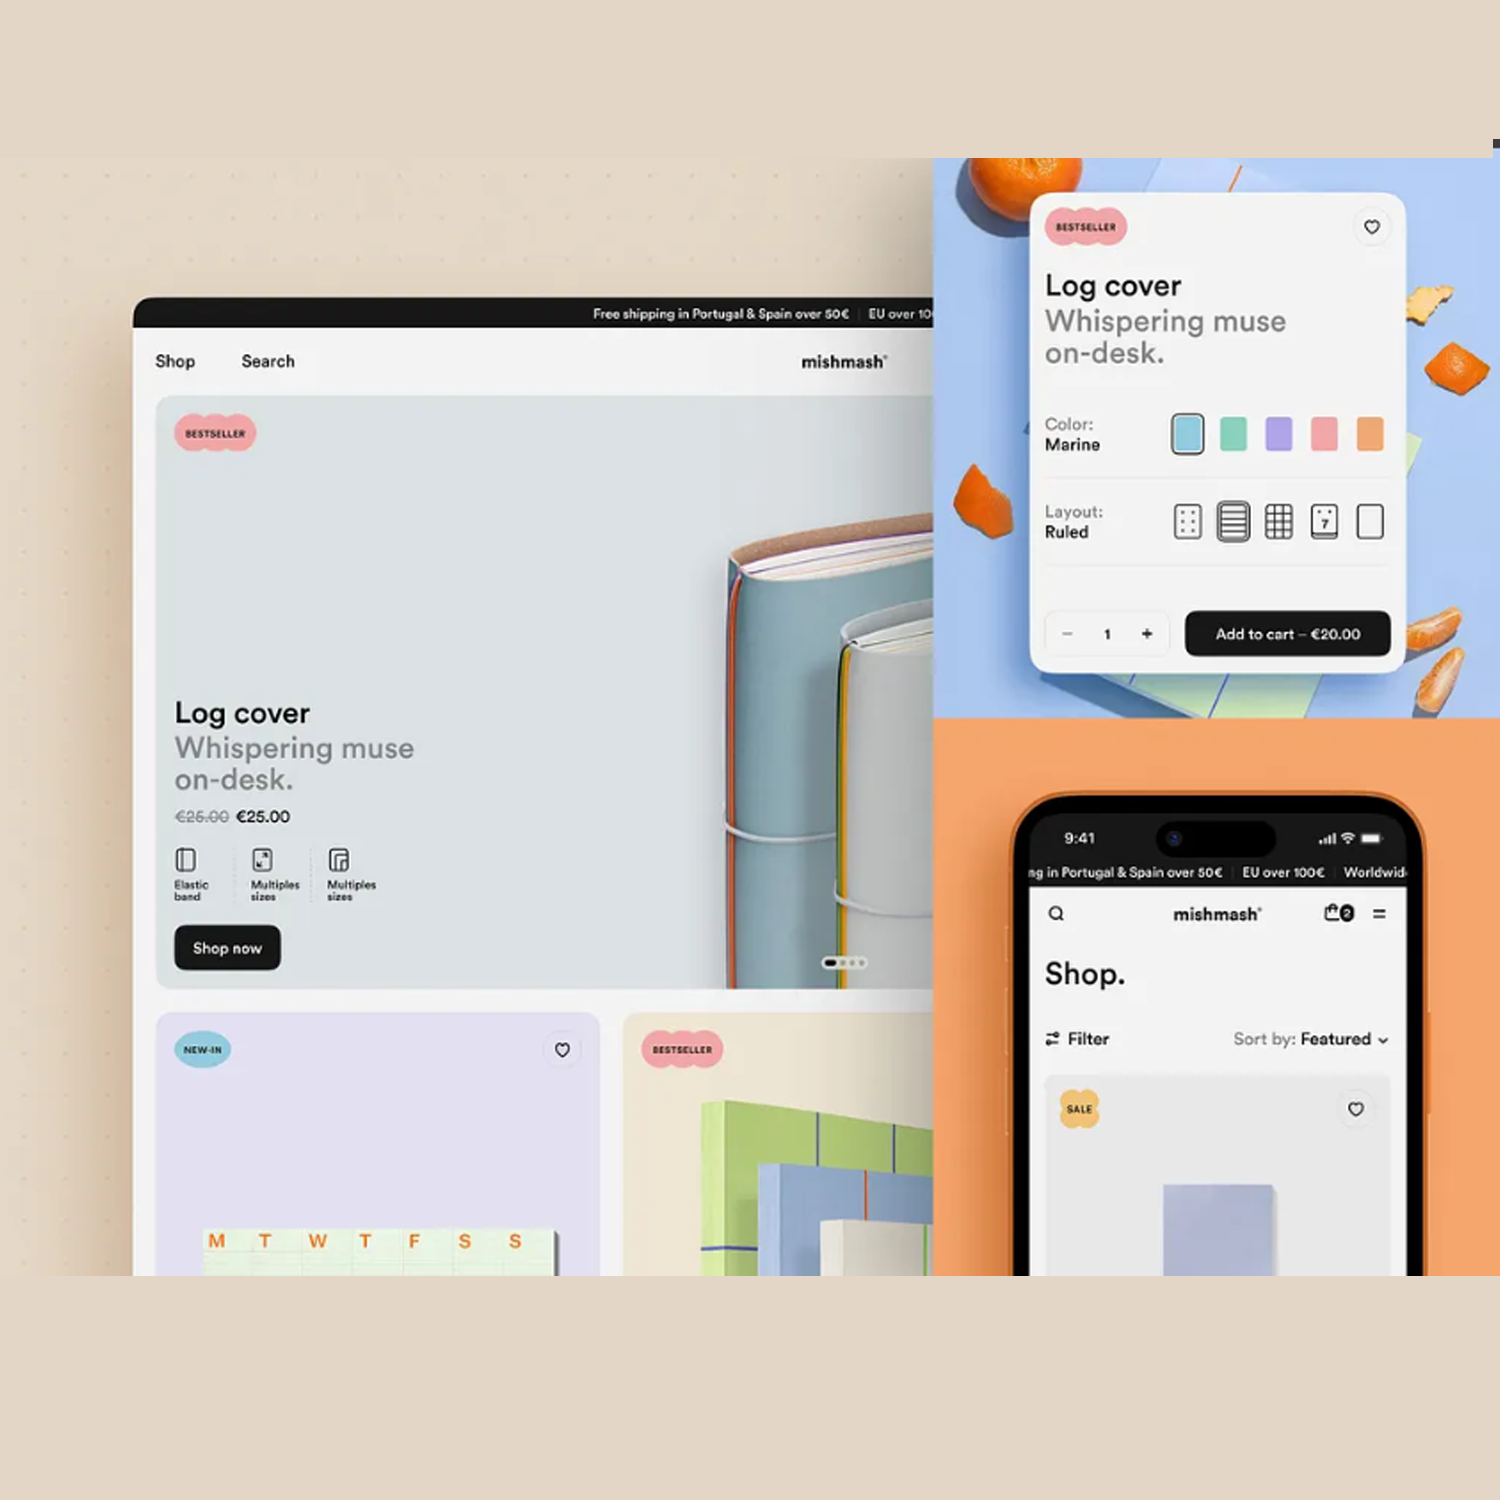 Free shipping in Portugal & Spain over 50€ EU over 10
Shop Search mishmash®
BESTSELLER
Log cover
Whispering muse
on-desk.
€25.00 €25.00
Elastic
band
Multiples
sizes
Multiples
sizes
Shop now
NEW-IN
M T W T F S S
BESTSELLER
BESTSELLER
Log cover
Whispering muse
on-desk.
Color:
Marine
Layout:
Ruled
7
− 1 +
Add to cart – €20.00
9:41
ng in Portugal & Spain over 50€ EU over 100€ Worldwid
mishmash® 2
Shop.
Filter Sort by: Featured
SALE